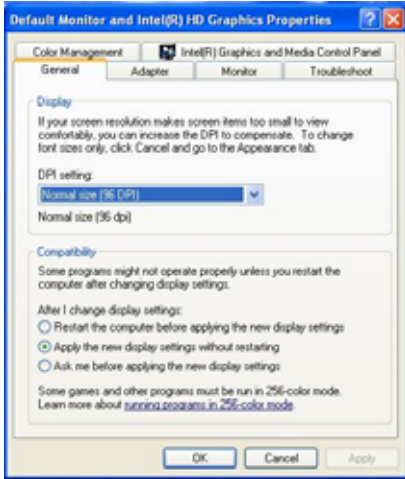 Default Monitor and Intel(R) HD Graphics Properties
Color Management
Intel(R) Graphics and Media Control Panel
General
Adapter
Monitor
Troubleshoot
Display
If your screen resolution makes screen items too small to view
comfortably, you can increase the DPI to compensate. To change
font sizes only, click Cancel and go to the Appearance tab.
DPI setting:
Normal size (96 DPI)
Normal size (96 dpi)
Compatibility
Some programs might not operate properly unless you restart the
computer after changing display settings.
After I change display settings:
Restart the computer before applying the new display settings
Apply the new display settings without restarting
Ask me before applying the new display settings
Some games and other programs must be run in 256-color mode.
Learn more about running programs in 256-color mode.
OK
Cancel
Apply